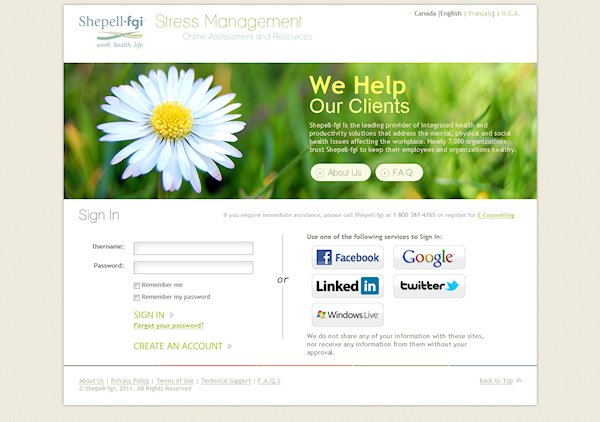 Shepell·fgi
work. health. life.
Stress Management
Online Assessment and Resources
Canada (English | Français) | U.S.A.
We Help
Our Clients
Shepell-fgi is the leading provider of integrated health and
productivity solutions that address the mental, physical and social
health issues affecting the workplace. Nearly 7,000 organizations
trust Shepell-fgi to keep their employees and organizations healthy.
About Us
F.A.Q.
Sign In
If you require immediate assistance, please call Shepell-fgi at 1 800 387-4765 or register for E-Counselling
Username:
Password:
Remember me
Remember my password
SIGN IN
Forgot your password?
CREATE AN ACCOUNT
or
Use one of the following services to Sign In:
Facebook
Google
Linked in
twitter
Windows Live
We do not share any of your information with these sites,
nor receive any information from them without your
approval.
About Us | Privacy Policy | Terms of Use | Technical Support | F.A.Q.'s
© Shepell-fgi, 2011. All Rights Reserved
Back to Top